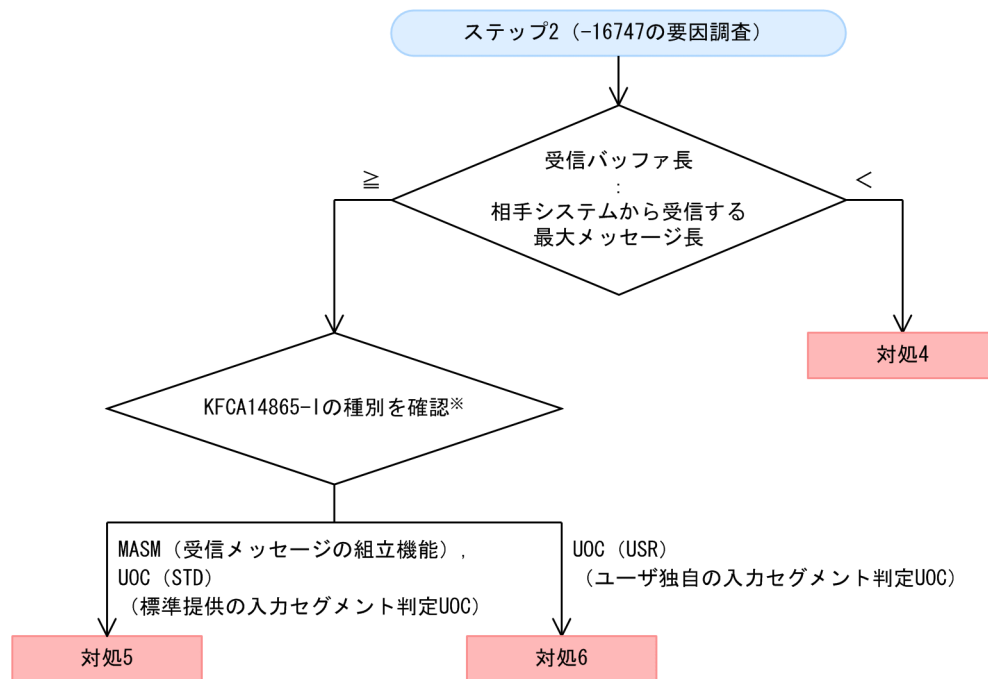 ステップ2（-16747の要因調査）
受信バッファ長
:
相手システムから受信する
最大メッセージ長
≧
＜
対処4
KFCA14865-Iの種別を確認※
MASM（受信メッセージの組立機能）,
UOC（STD）
（標準提供の入力セグメント判定UOC）
UOC（USR）
（ユーザ独自の入力セグメント判定UOC）
対処5
対処6